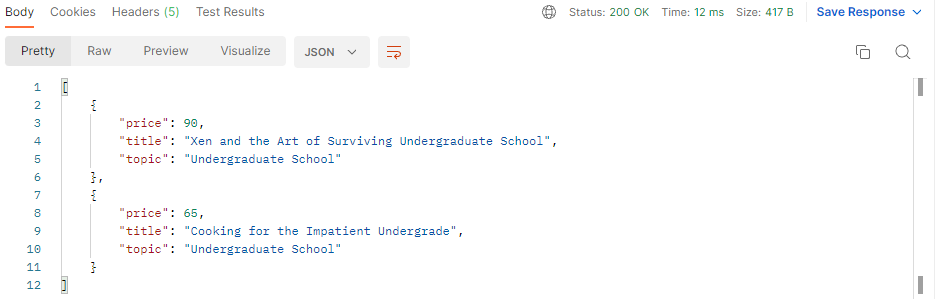 Body Cookies Headers (5) Test Results Status: 200 OK Time: 12 ms Size: 417 B Save Response
Pretty Raw Preview Visualize JSON
1 [
2 {
3 "price": 90,
4 "title": "Xen and the Art of Surviving Undergraduate School",
5 "topic": "Undergraduate School"
6 },
7 {
8 "price": 65,
9 "title": "Cooking for the Impatient Undergrade",
10 "topic": "Undergraduate School"
11 }
12 ]